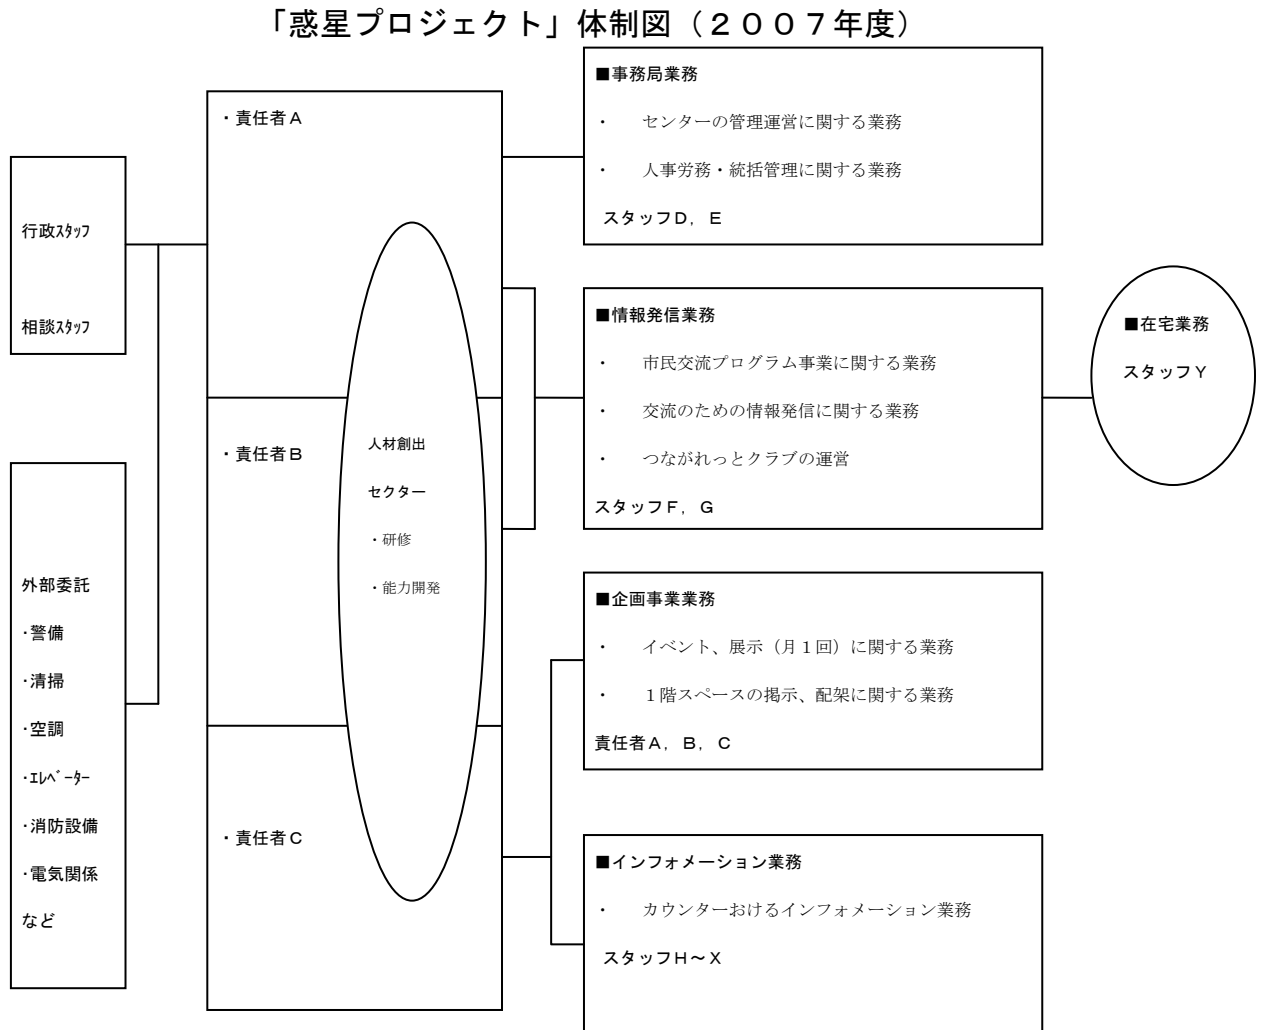 「惑星プロジェクト」体制図（２００７年度）
行政ｽﾀｯﾌ
相談ｽﾀｯﾌ
外部委託
・警備
・清掃
・空調
・ｴﾚﾍﾞｰﾀｰ
・消防設備
・電気関係
など
・責任者Ａ
・責任者Ｂ
・責任者Ｃ
人材創出
セクター
・研修
・能力開発
■事務局業務
・ センターの管理運営に関する業務
・ 人事労務・統括管理に関する業務
スタッフＤ，Ｅ
■情報発信業務
・ 市民交流プログラム事業に関する業務
・ 交流のための情報発信に関する業務
・ つながれっとクラブの運営
スタッフＦ，Ｇ
■在宅業務
スタッフＹ
■企画事業業務
・ イベント、展示（月１回）に関する業務
・ １階スペースの掲示、配架に関する業務
責任者Ａ，Ｂ，Ｃ
■インフォメーション業務
・ カウンターおけるインフォメーション業務
スタッフＨ～Ｘ